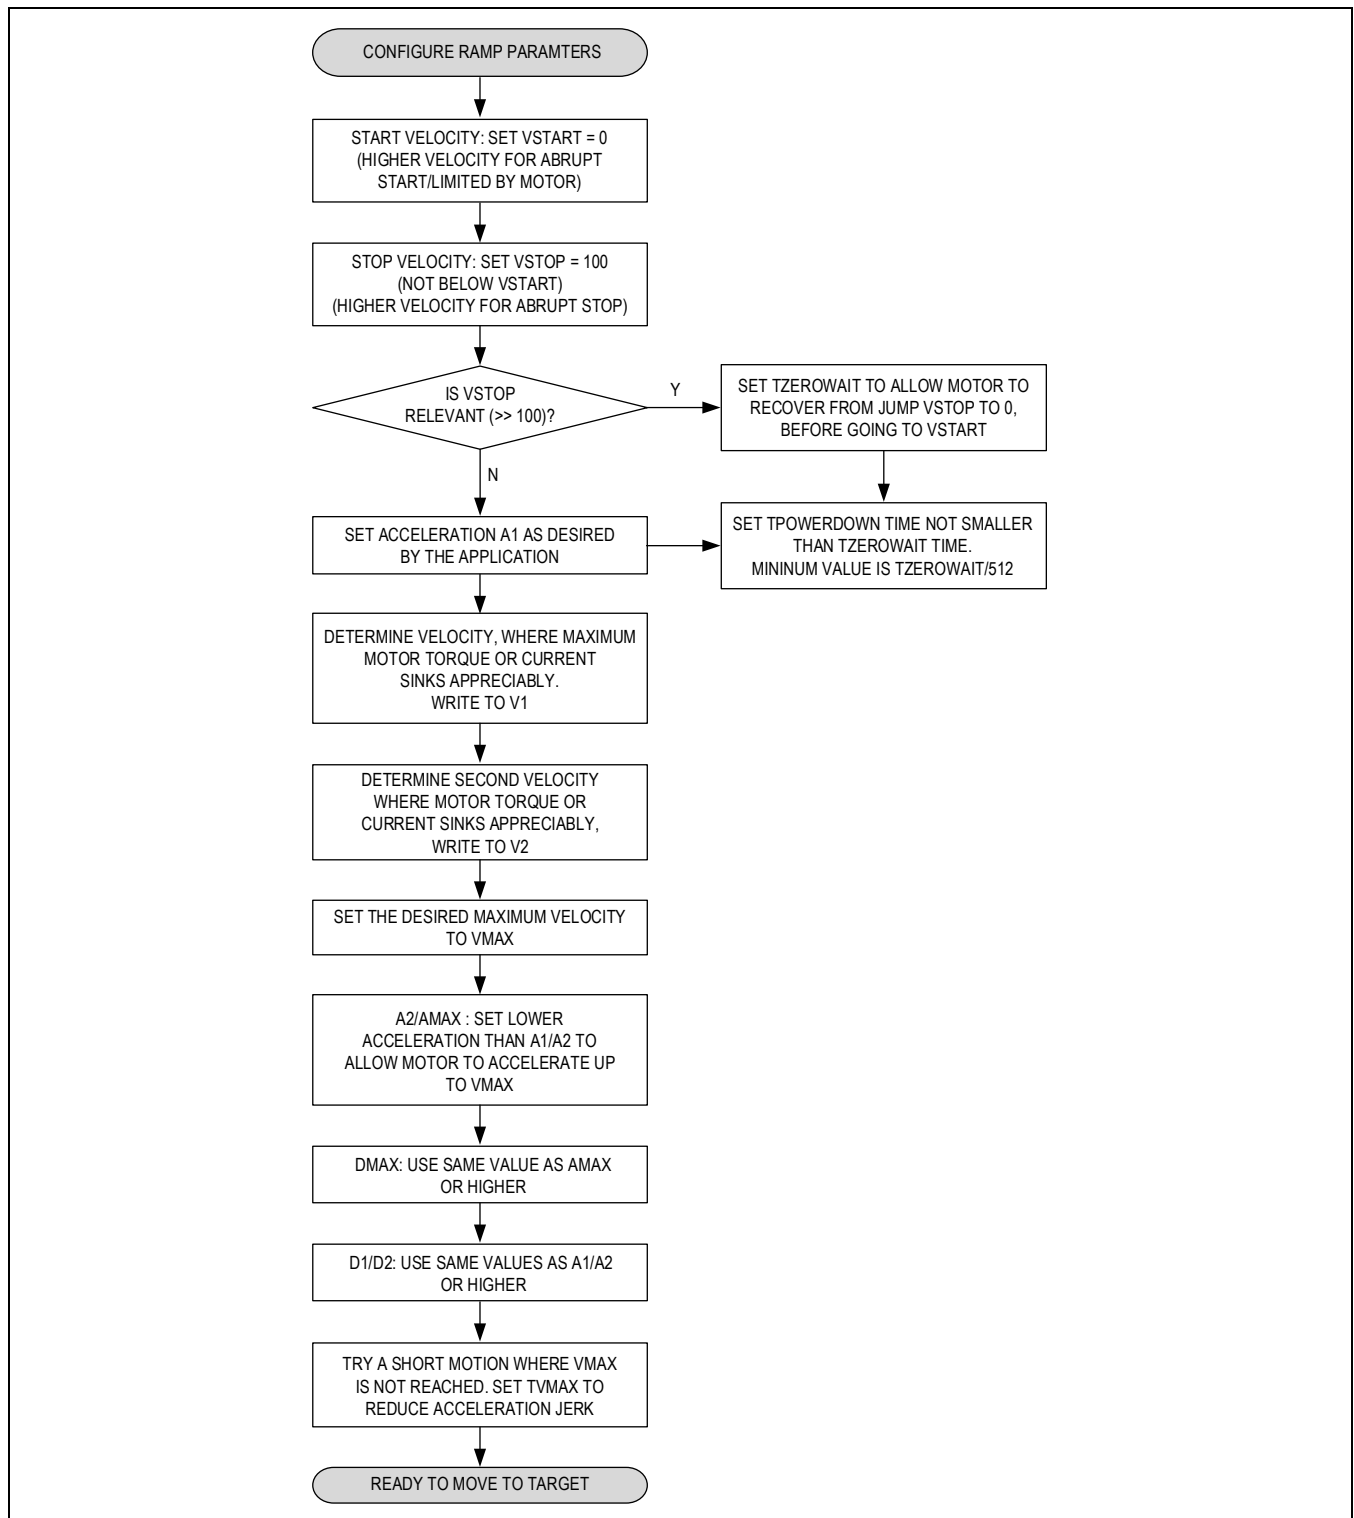 CONFIGURE RAMP PARAMTERS
START VELOCITY: SET VSTART = 0
(HIGHER VELOCITY FOR ABRUPT
START/LIMITED BY MOTOR)
STOP VELOCITY: SET VSTOP = 100
(NOT BELOW VSTART)
(HIGHER VELOCITY FOR ABRUPT STOP)
IS VSTOP
RELEVANT (>> 100)?
Y
SET TZEROWAIT TO ALLOW MOTOR TO
RECOVER FROM JUMP VSTOP TO 0,
BEFORE GOING TO VSTART
N
SET ACCELERATION A1 AS DESIRED
BY THE APPLICATION
SET TPOWERDOWN TIME NOT SMALLER
THAN TZEROWAIT TIME.
MININUM VALUE IS TZEROWAIT/512
DETERMINE VELOCITY, WHERE MAXIMUM
MOTOR TORQUE OR CURRENT
SINKS APPRECIABLY.
WRITE TO V1
DETERMINE SECOND VELOCITY
WHERE MOTOR TORQUE OR
CURRENT SINKS APPRECIABLY,
WRITE TO V2
SET THE DESIRED MAXIMUM VELOCITY
TO VMAX
A2/AMAX : SET LOWER
ACCELERATION THAN A1/A2 TO
ALLOW MOTOR TO ACCELERATE UP
TO VMAX
DMAX: USE SAME VALUE AS AMAX
OR HIGHER
D1/D2: USE SAME VALUES AS A1/A2
OR HIGHER
TRY A SHORT MOTION WHERE VMAX
IS NOT REACHED. SET TVMAX TO
REDUCE ACCELERATION JERK
READY TO MOVE TO TARGET